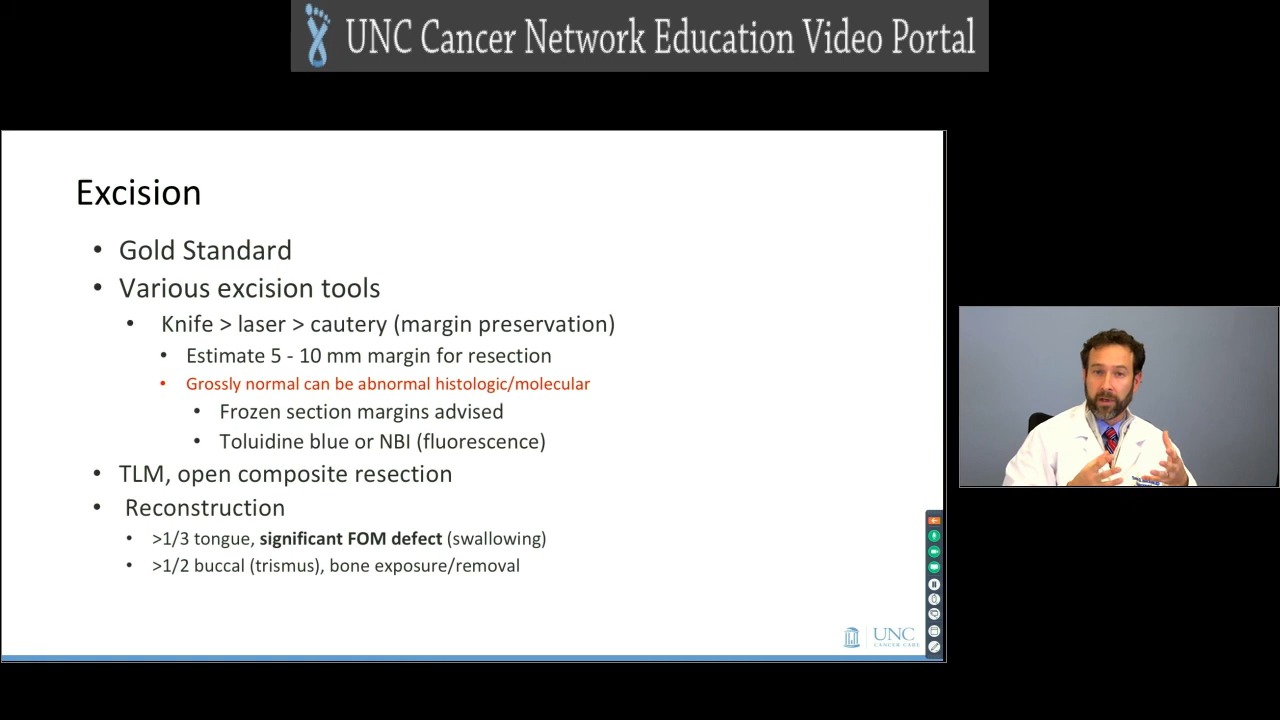 UNC Cancer Network Education Video Portal
Excision
• Gold Standard
• Various excision tools
• Knife > laser > cautery (margin preservation)
• Estimate 5 - 10 mm margin for resection
• Grossly normal can be abnormal histologic/molecular
• Frozen section margins advised
• Toluidine blue or NBI (fluorescence)
• TLM, open composite resection
• Reconstruction
• >1/3 tongue, significant FOM defect (swallowing)
• >1/2 buccal (trismus), bone exposure/removal
UNC
CANCER CARE